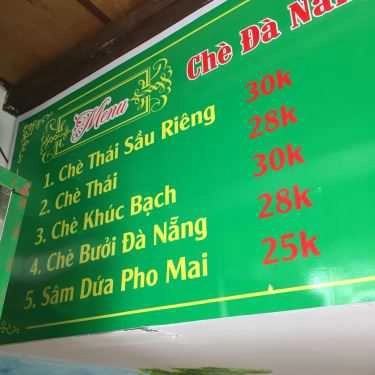 Chè Đà Nẵn
Menu
1. Chè Thái Sầu Riêng 30k
2. Chè Thái 28k
3. Chè Khúc Bạch 30k
4. Chè Bưởi Đà Nẵng 28k
5. Sâm Dứa Pho Mai 25k